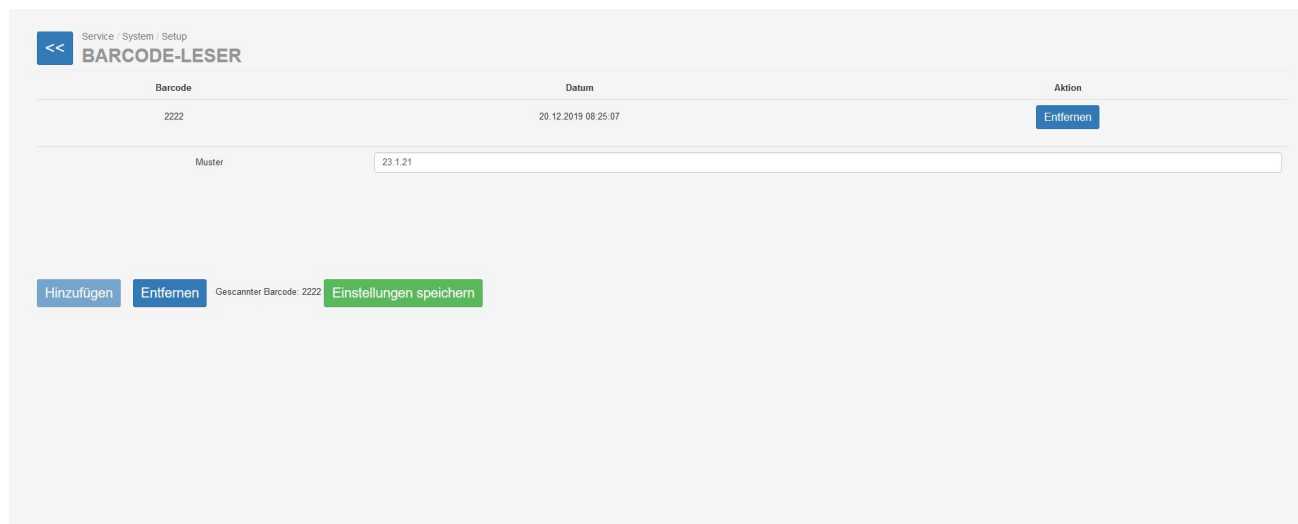 <<
Service / System / Setup
BARCODE-LESER
Barcode Datum Aktion
2222 20.12.2019 08:25:07 Entfernen
Muster 23.1.21
Hinzufügen Entfernen Gescannter Barcode: 2222 Einstellungen speichern